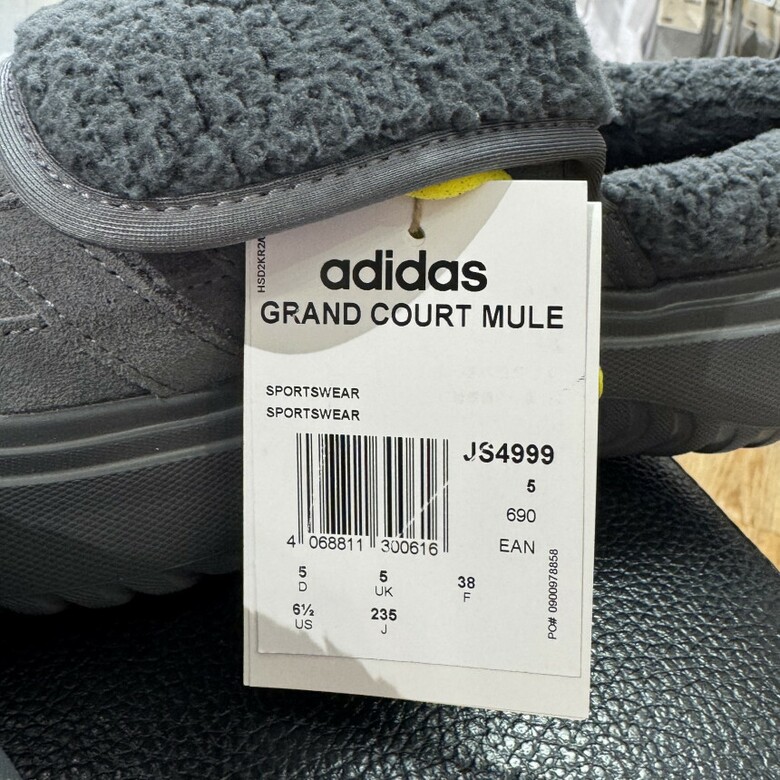 HSD2KR2
adidas
GRAND COURT MULE
SPORTSWEAR
SPORTSWEAR
JS4999
5
690
EAN
4 068811 300616
5 5 38
D UK F
6½ 235
US J
PO# 0900978858